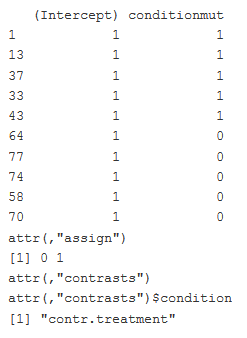 (Intercept) conditionmut
1 1 1
13 1 1
37 1 1
33 1 1
43 1 1
64 1 0
77 1 0
74 1 0
58 1 0
70 1 0
attr(,"assign")
[1] 0 1
attr(,"contrasts")
attr(,"contrasts")$condition
[1] "contr.treatment"